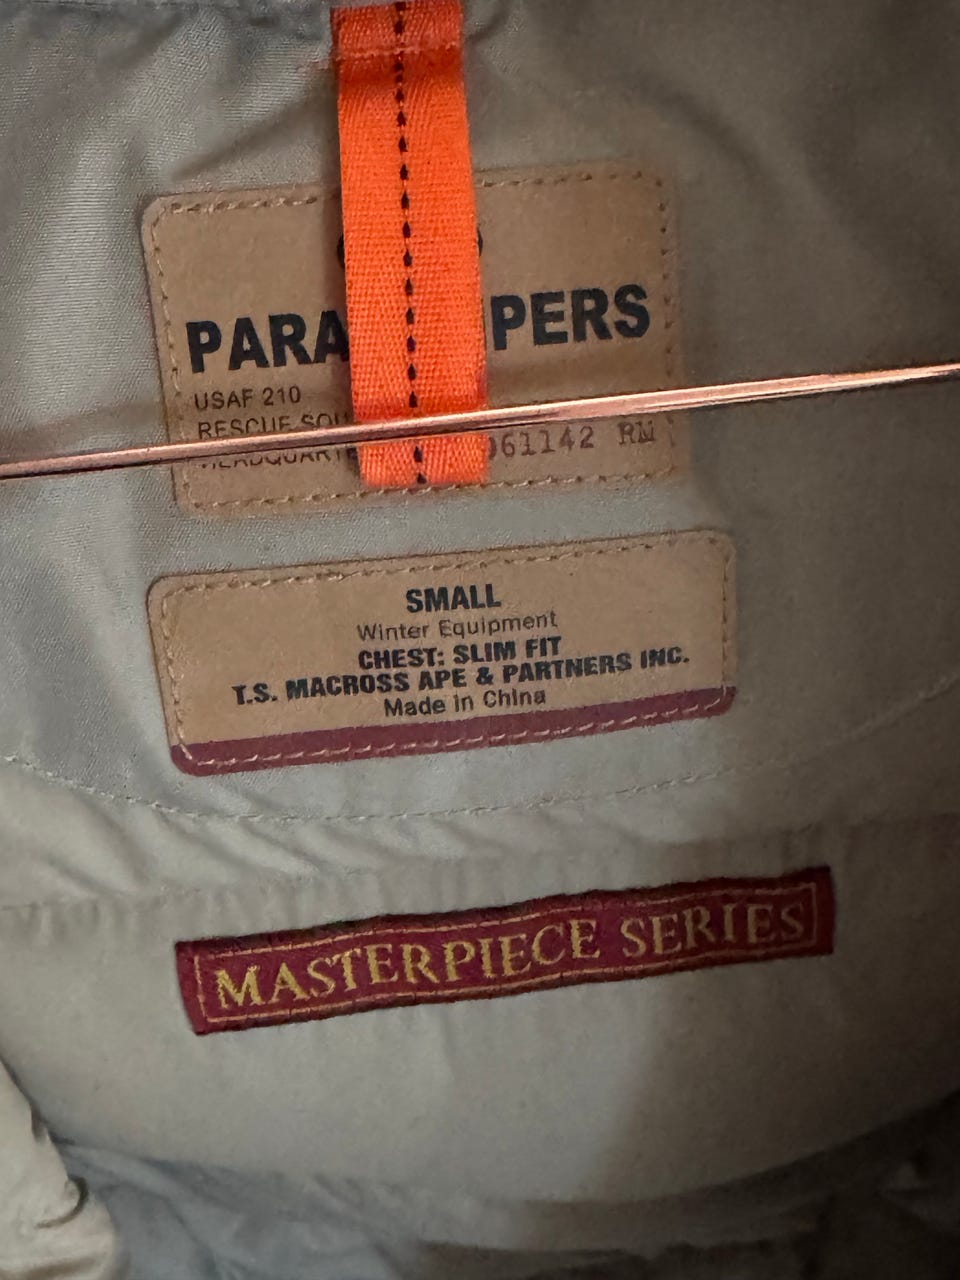 PARA PERS
USAF 210
RESCUE
061142 RM
SMALL
Winter Equipment
CHEST: SLIM FIT
T.S. MACROSS APE & PARTNERS INC.
Made in China
MASTERPIECE SERIES